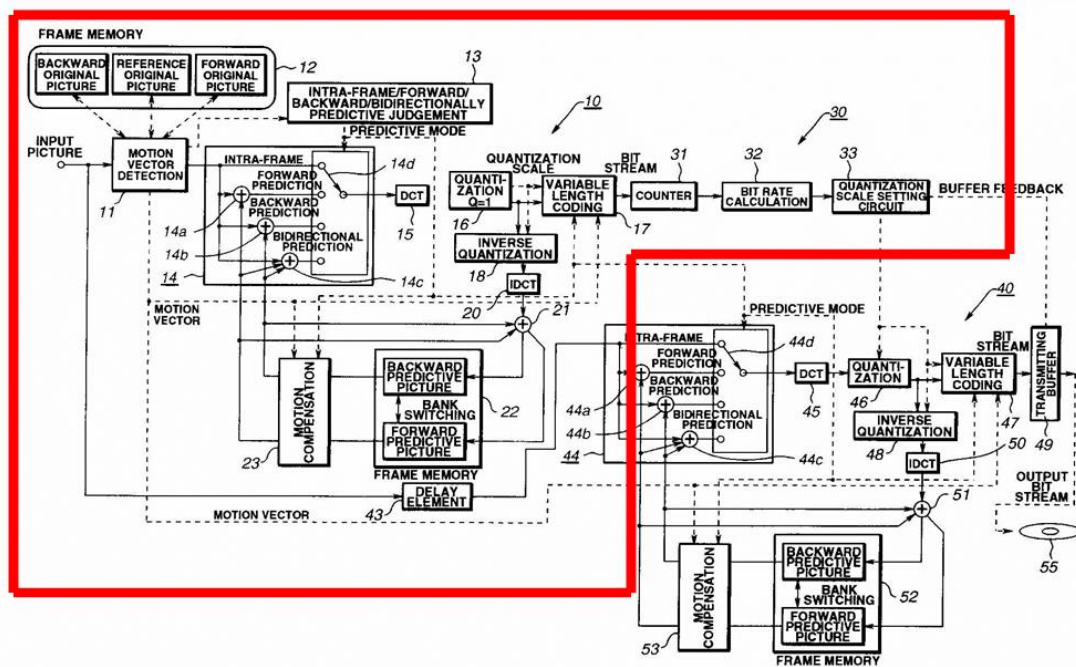 FRAME MEMORY
BACKWARD
ORIGINAL
PICTURE
REFERENCE
ORIGINAL
PICTURE
FORWARD
ORIGINAL
PICTURE
12
13
INTRA-FRAME/FORWARD/
BACKWARD/BIDIRECTIONALLY
PREDICTIVE JUDGEMENT
PREDICTIVE MODE
INPUT
PICTURE
MOTION
VECTOR
DETECTION
11
INTRA-FRAME
FORWARD
PREDICTION
BACKWARD
PREDICTION
BIDIRECTIONAL
PREDICTION
14a
14b
14
14c
14d
DCT
15
10
QUANTIZATION
SCALE
QUANTI-
ZATION
Q=1
16
VARIABLE
LENGTH
CODING
17
BIT
STREAM
INVERSE
QUANTIZATION
18
IDCT
20
21
30
31
COUNTER
32
BIT RATE
CALCULATION
33
QUANTIZATION
SCALE SETTING
CIRCUIT
BUFFER FEEDBACK
MOTION
VECTOR
MOTION
COMPENSATION
23
BACKWARD
PREDICTIVE
PICTURE
BANK
SWITCHING
FORWARD
PREDICTIVE
PICTURE
22
FRAME MEMORY
DELAY
ELEMENT
43
MOTION VECTOR
PREDICTIVE MODE
INTRA-FRAME
FORWARD
PREDICTION
BACKWARD
PREDICTION
BIDIRECTIONAL
PREDICTION
44a
44b
44
44c
44d
DCT
45
40
QUANTI-
ZATION
46
BIT
STREAM
VARIABLE
LENGTH
CODING
47
TRANSMITTING
BUFFER
49
INVERSE
QUANTIZATION
48
IDCT
50
51
OUTPUT
BIT
STREAM
55
MOTION
COMPENSATION
53
BACKWARD
PREDICTIVE
PICTURE
BANK
SWITCHING
FORWARD
PREDICTIVE
PICTURE
52
FRAME MEMORY